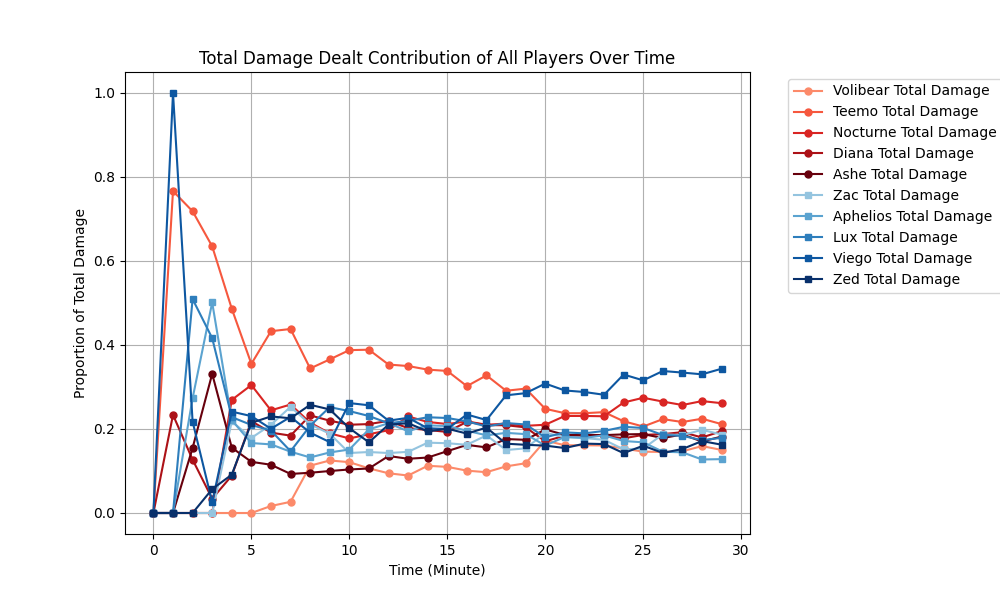 Total Damage Dealt Contribution of All Players Over Time
Proportion of Total Damage
1.0
0.8
0.6
0.4
0.2
0.0
0 5 10 15 20 25 30
Time (Minute)
Volibear Total Damage
Teemo Total Damage
Nocturne Total Damage
Diana Total Damage
Ashe Total Damage
Zac Total Damage
Aphelios Total Damage
Lux Total Damage
Viego Total Damage
Zed Total Damage